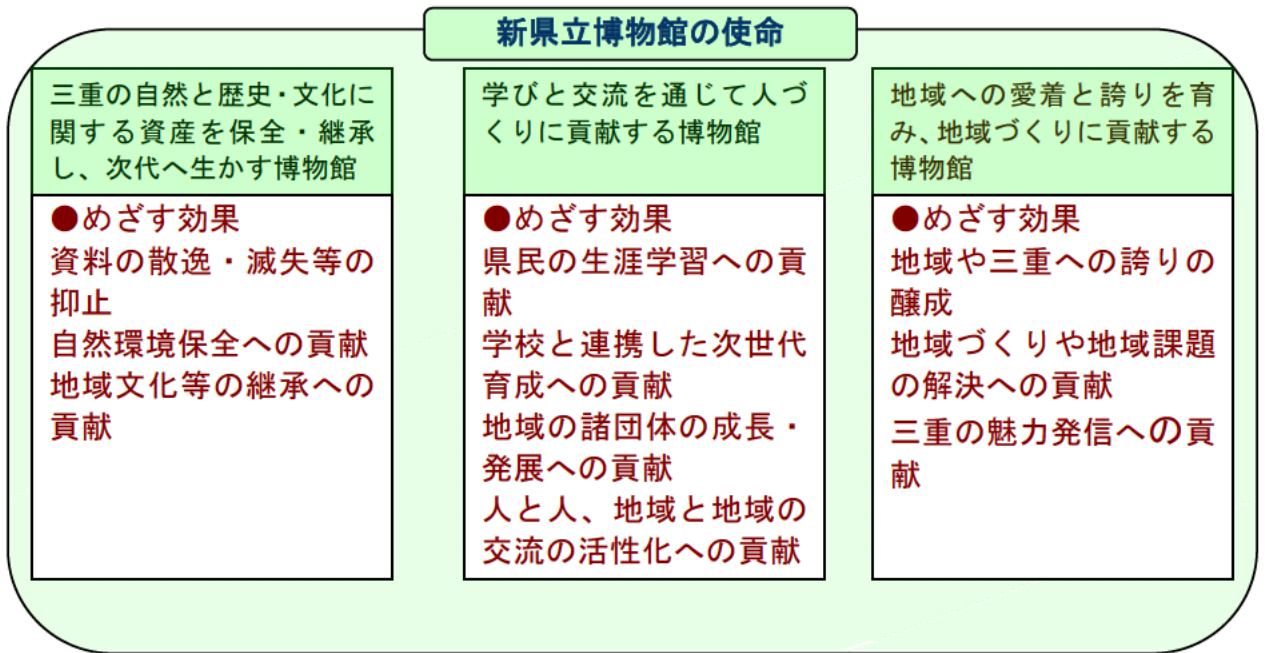 新県立博物館の使命
三重の自然と歴史・文化に
関する資産を保全・継承
し、次代へ生かす博物館
●めざす効果
資料の散逸・滅失等の
抑止
自然環境保全への貢献
地域文化等の継承への
貢献
学びと交流を通じて人づ
くりに貢献する博物館
●めざす効果
県民の生涯学習への貢
献
学校と連携した次世代
育成への貢献
地域の諸団体の成長・
発展への貢献
人と人、地域と地域の
交流の活性化への貢献
地域への愛着と誇りを育
み、地域づくりに貢献する
博物館
●めざす効果
地域や三重への誇りの
醸成
地域づくりや地域課題
の解決への貢献
三重の魅力発信への貢
献